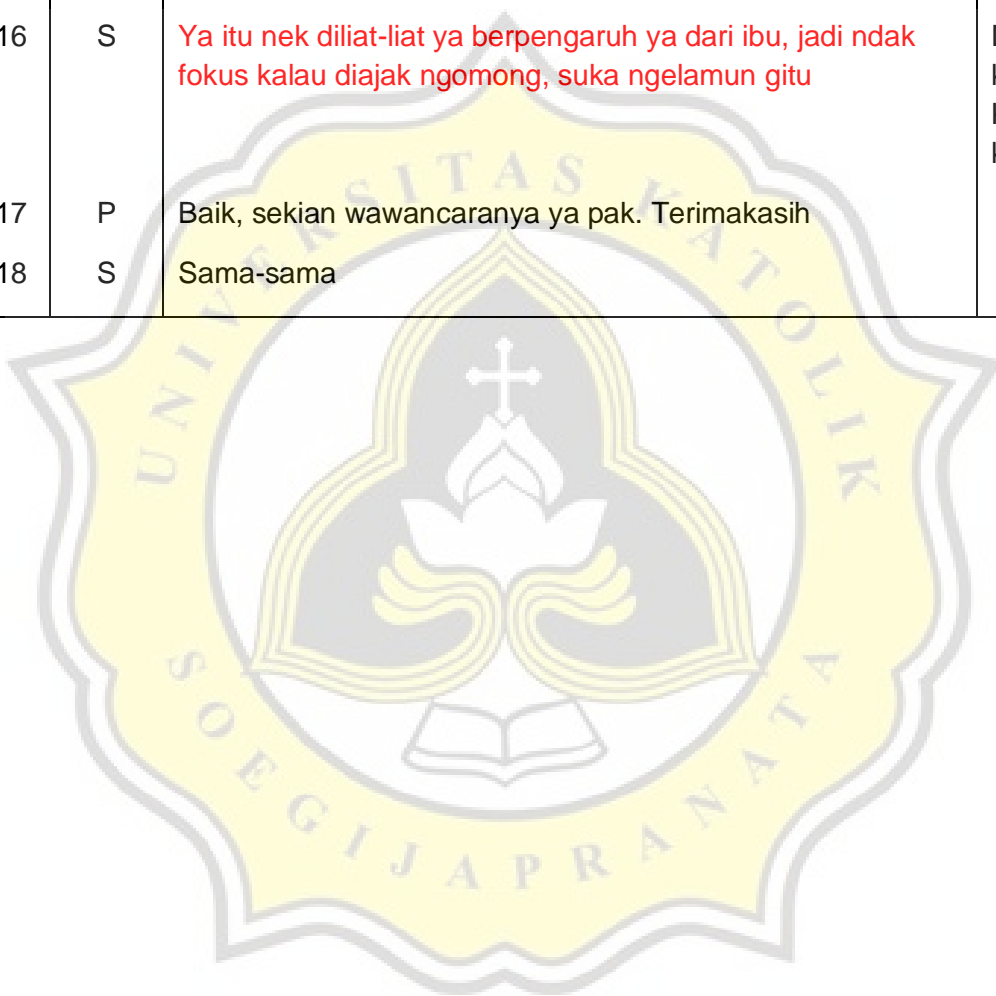 16 S Ya itu nek diliat-liat ya berpengaruh ya dari ibu, jadi ndak
fokus kalau diajak ngomong, suka ngelamun gitu
17 P Baik, sekian wawancaranya ya pak. Terimakasih
18 S Sama-sama
UNIVERSITAS KATOLIK
SOEGIJAPRANATA